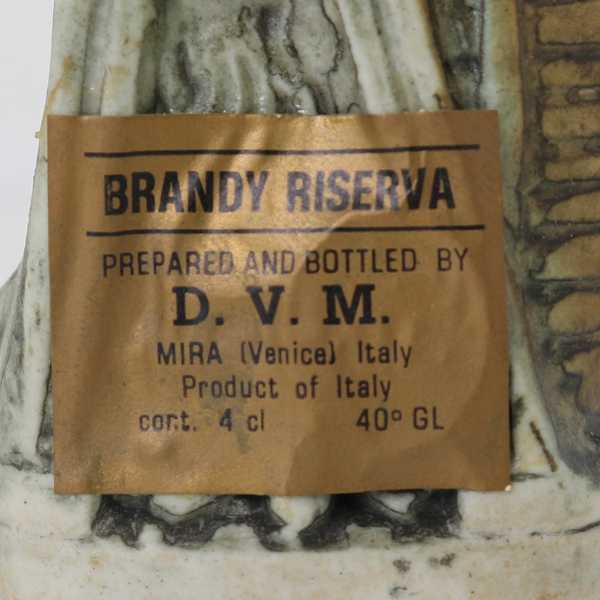 BRANDY RISERVA
PREPARED AND BOTTLED BY
D. V. M.
MIRA (Venice) Italy
Product of Italy
cont. 4 cl 40° GL